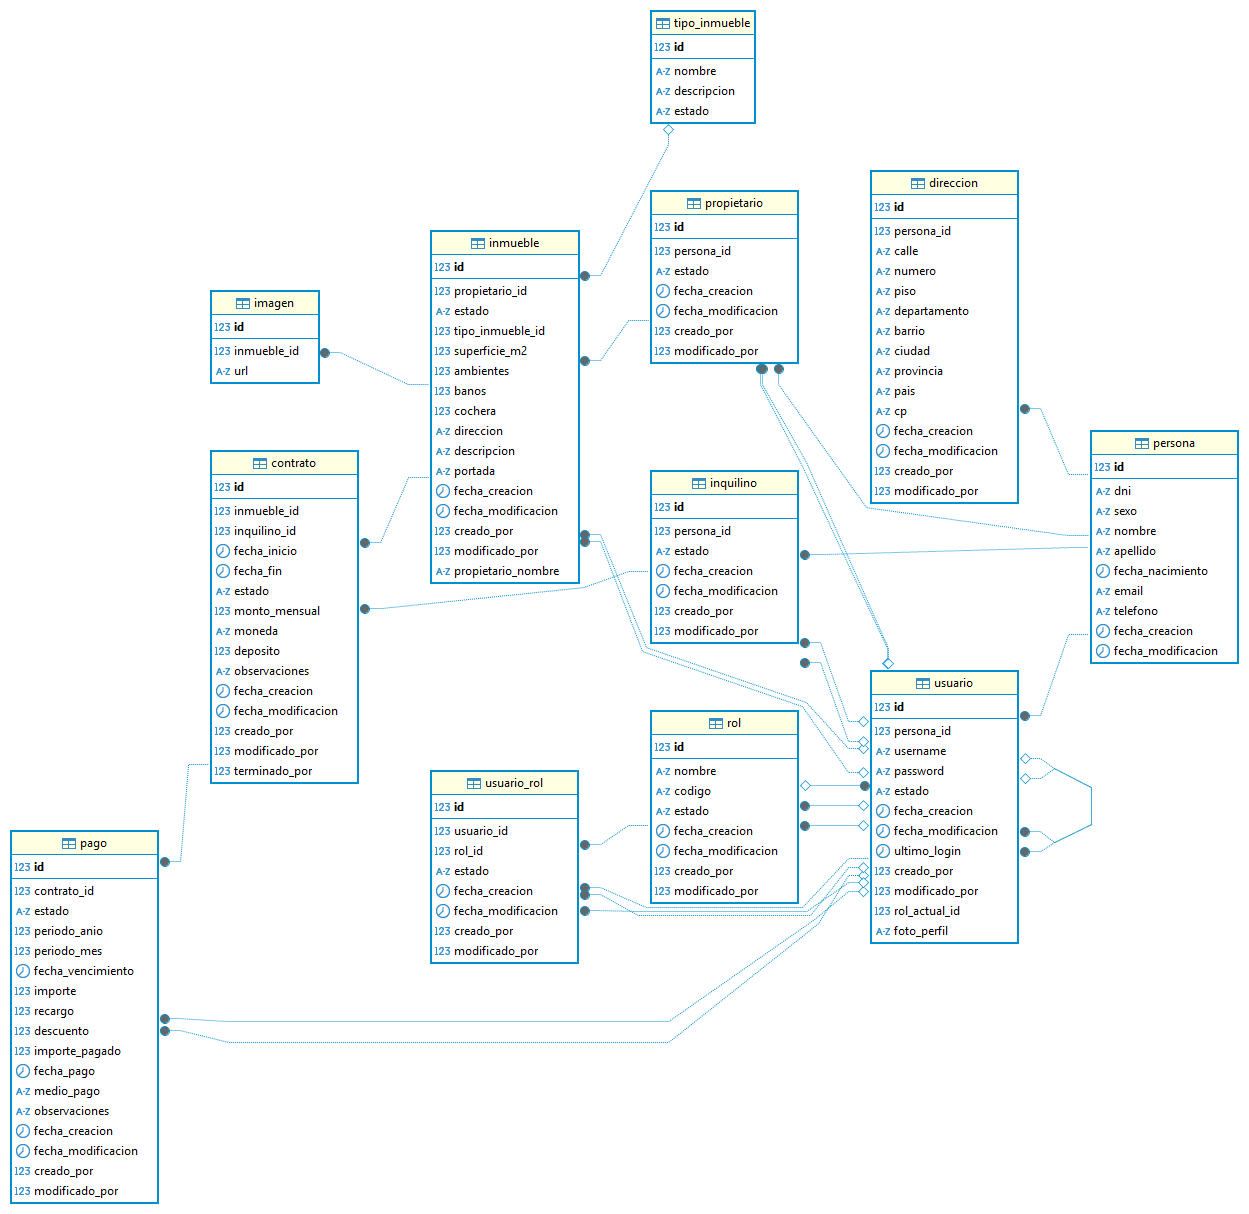 tipo_inmueble
123 id
A-Z nombre
A-Z descripcion
A-Z estado
propietario
123 id
123 persona_id
A-Z estado
fecha_creacion
fecha_modificacion
123 creado_por
123 modificado_por
direccion
123 id
123 persona_id
A-Z calle
A-Z numero
A-Z piso
A-Z departamento
A-Z barrio
A-Z ciudad
A-Z provincia
A-Z pais
A-Z cp
fecha_creacion
fecha_modificacion
123 creado_por
123 modificado_por
inmueble
123 id
123 propietario_id
A-Z estado
123 tipo_inmueble_id
123 superficie_m2
123 ambientes
123 banos
123 cochera
A-Z direccion
A-Z descripcion
A-Z portada
fecha_creacion
fecha_modificacion
123 creado_por
123 modificado_por
A-Z propietario_nombre
imagen
123 id
123 inmueble_id
A-Z url
persona
123 id
A-Z dni
A-Z sexo
A-Z nombre
A-Z apellido
fecha_nacimiento
A-Z email
A-Z telefono
fecha_creacion
fecha_modificacion
contrato
123 id
123 inmueble_id
123 inquilino_id
fecha_inicio
fecha_fin
A-Z estado
123 monto_mensual
A-Z moneda
123 deposito
A-Z observaciones
fecha_creacion
fecha_modificacion
123 creado_por
123 modificado_por
123 terminado_por
inquilino
123 id
123 persona_id
A-Z estado
fecha_creacion
fecha_modificacion
123 creado_por
123 modificado_por
usuario
123 id
123 persona_id
A-Z username
A-Z password
A-Z estado
fecha_creacion
fecha_modificacion
ultimo_login
123 creado_por
123 modificado_por
123 rol_actual_id
A-Z foto_perfil
rol
123 id
A-Z nombre
A-Z codigo
A-Z estado
fecha_creacion
fecha_modificacion
123 creado_por
123 modificado_por
usuario_rol
123 id
123 usuario_id
123 rol_id
A-Z estado
fecha_creacion
fecha_modificacion
123 creado_por
123 modificado_por
pago
123 id
123 contrato_id
A-Z estado
123 periodo_anio
123 periodo_mes
fecha_vencimiento
123 importe
123 recargo
123 descuento
123 importe_pagado
fecha_pago
A-Z medio_pago
A-Z observaciones
fecha_creacion
fecha_modificacion
123 creado_por
123 modificado_por